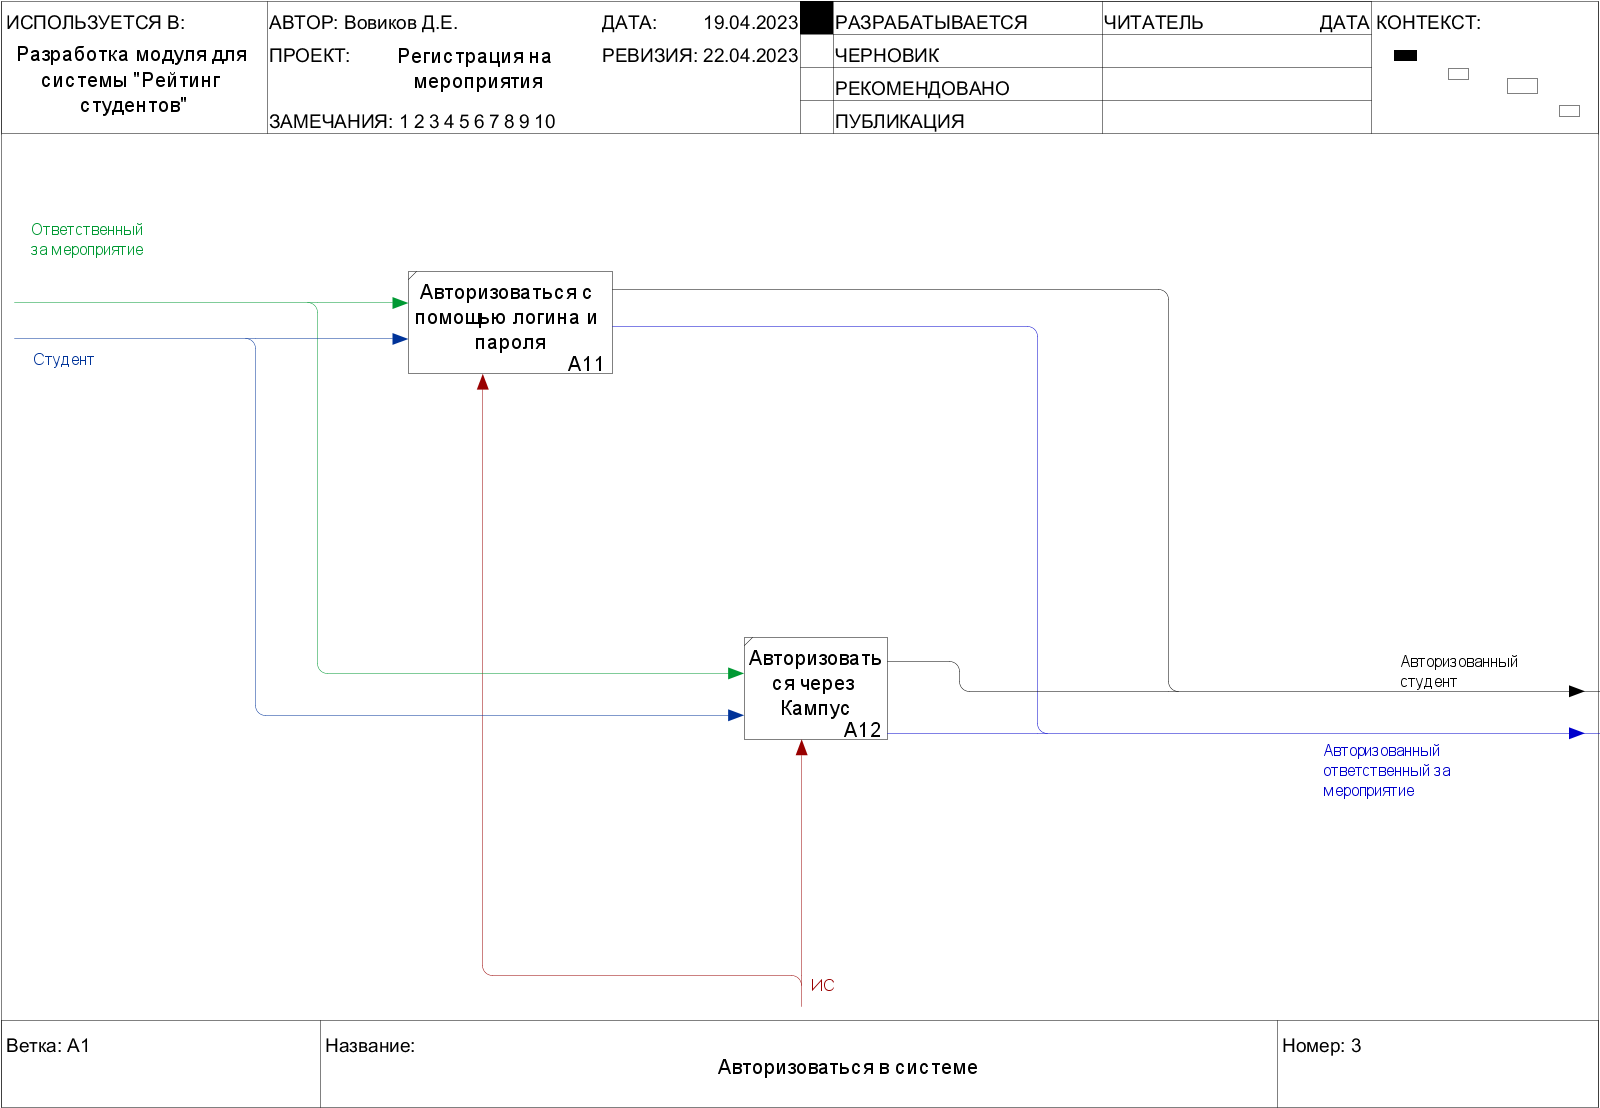 ИСПОЛЬЗУЕТСЯ В:
Разработка модуля для
системы "Рейтинг
студентов"
АВТОР: Вовиков Д.Е.
ДАТА: 19.04.2023
ПРОЕКТ: Регистрация на
мероприятия
РЕВИЗИЯ: 22.04.2023
ЗАМЕЧАНИЯ: 1 2 3 4 5 6 7 8 9 10
РАЗРАБАТЫВАЕТСЯ
ЧЕРНОВИК
РЕКОМЕНДОВАНО
ПУБЛИКАЦИЯ
ЧИТАТЕЛЬ ДАТА
КОНТЕКСТ:
Ответственный
за мероприятие
Студент
Авторизоваться с
помощью логина и
пароля
A11
Авторизовать
ся через
Кампус
A12
Авторизованный
студент
Авторизованный
ответственный за
мероприятие
ИС
Ветка: A1
Название:
Авторизоваться в системе
Номер: 3